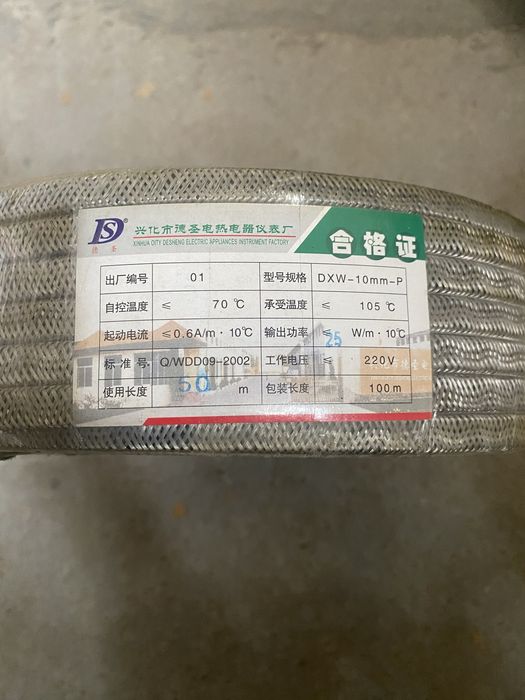 DS®
德圣
兴化市德圣电热电器仪表厂
XINHUA OITY DESHENG ELECTRIC APPLIANCES INSTRUMENT FACTORY
合格证
出厂编号 01 型号规格 DXW-10mm-P
自控温度 ≤ 70℃ 承受温度 ≤ 105℃
起动电流 ≤0.6A/m·10℃ 输出功率 ≤ 25 W/m·10℃
标准号 Q/WDD09-2002 工作电压 ≤ 220V
使用长度 50 m 包装长度 100m